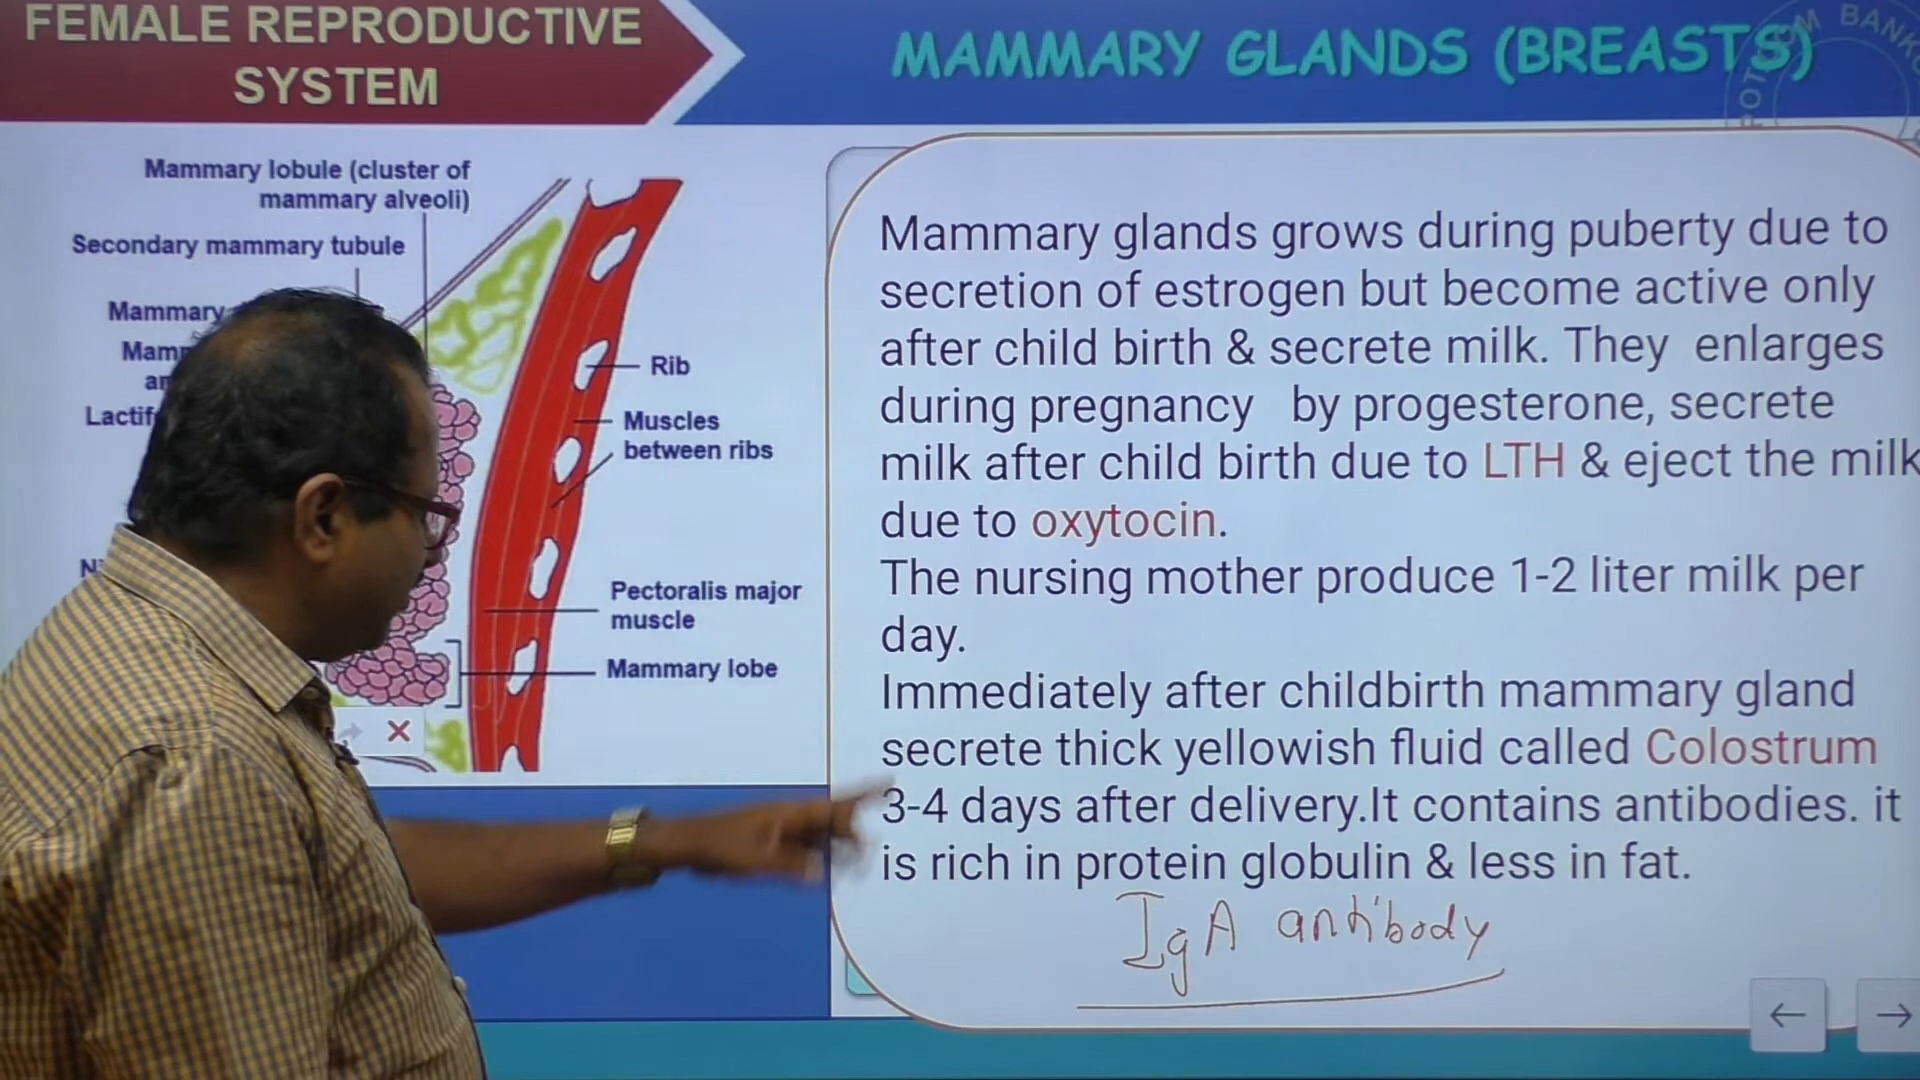 FEMALE REPRODUCTIVE
SYSTEM
MAMMARY GLANDS (BREASTS)
Mammary lobule (cluster of
mammary alveoli)
Secondary mammary tubule
Mammary
Rib
Muscles
between ribs
Pectoralis major
muscle
Mammary lobe
Mammary glands grows during puberty due to
secretion of estrogen but become active only
after child birth & secrete milk. They enlarges
during pregnancy by progesterone, secrete
milk after child birth due to LTH & eject the milk
due to oxytocin.
The nursing mother produce 1-2 liter milk per
day.
Immediately after childbirth mammary gland
secrete thick yellowish fluid called Colostrum
3-4 days after delivery.It contains antibodies. it
is rich in protein globulin & less in fat.
IgA antibody